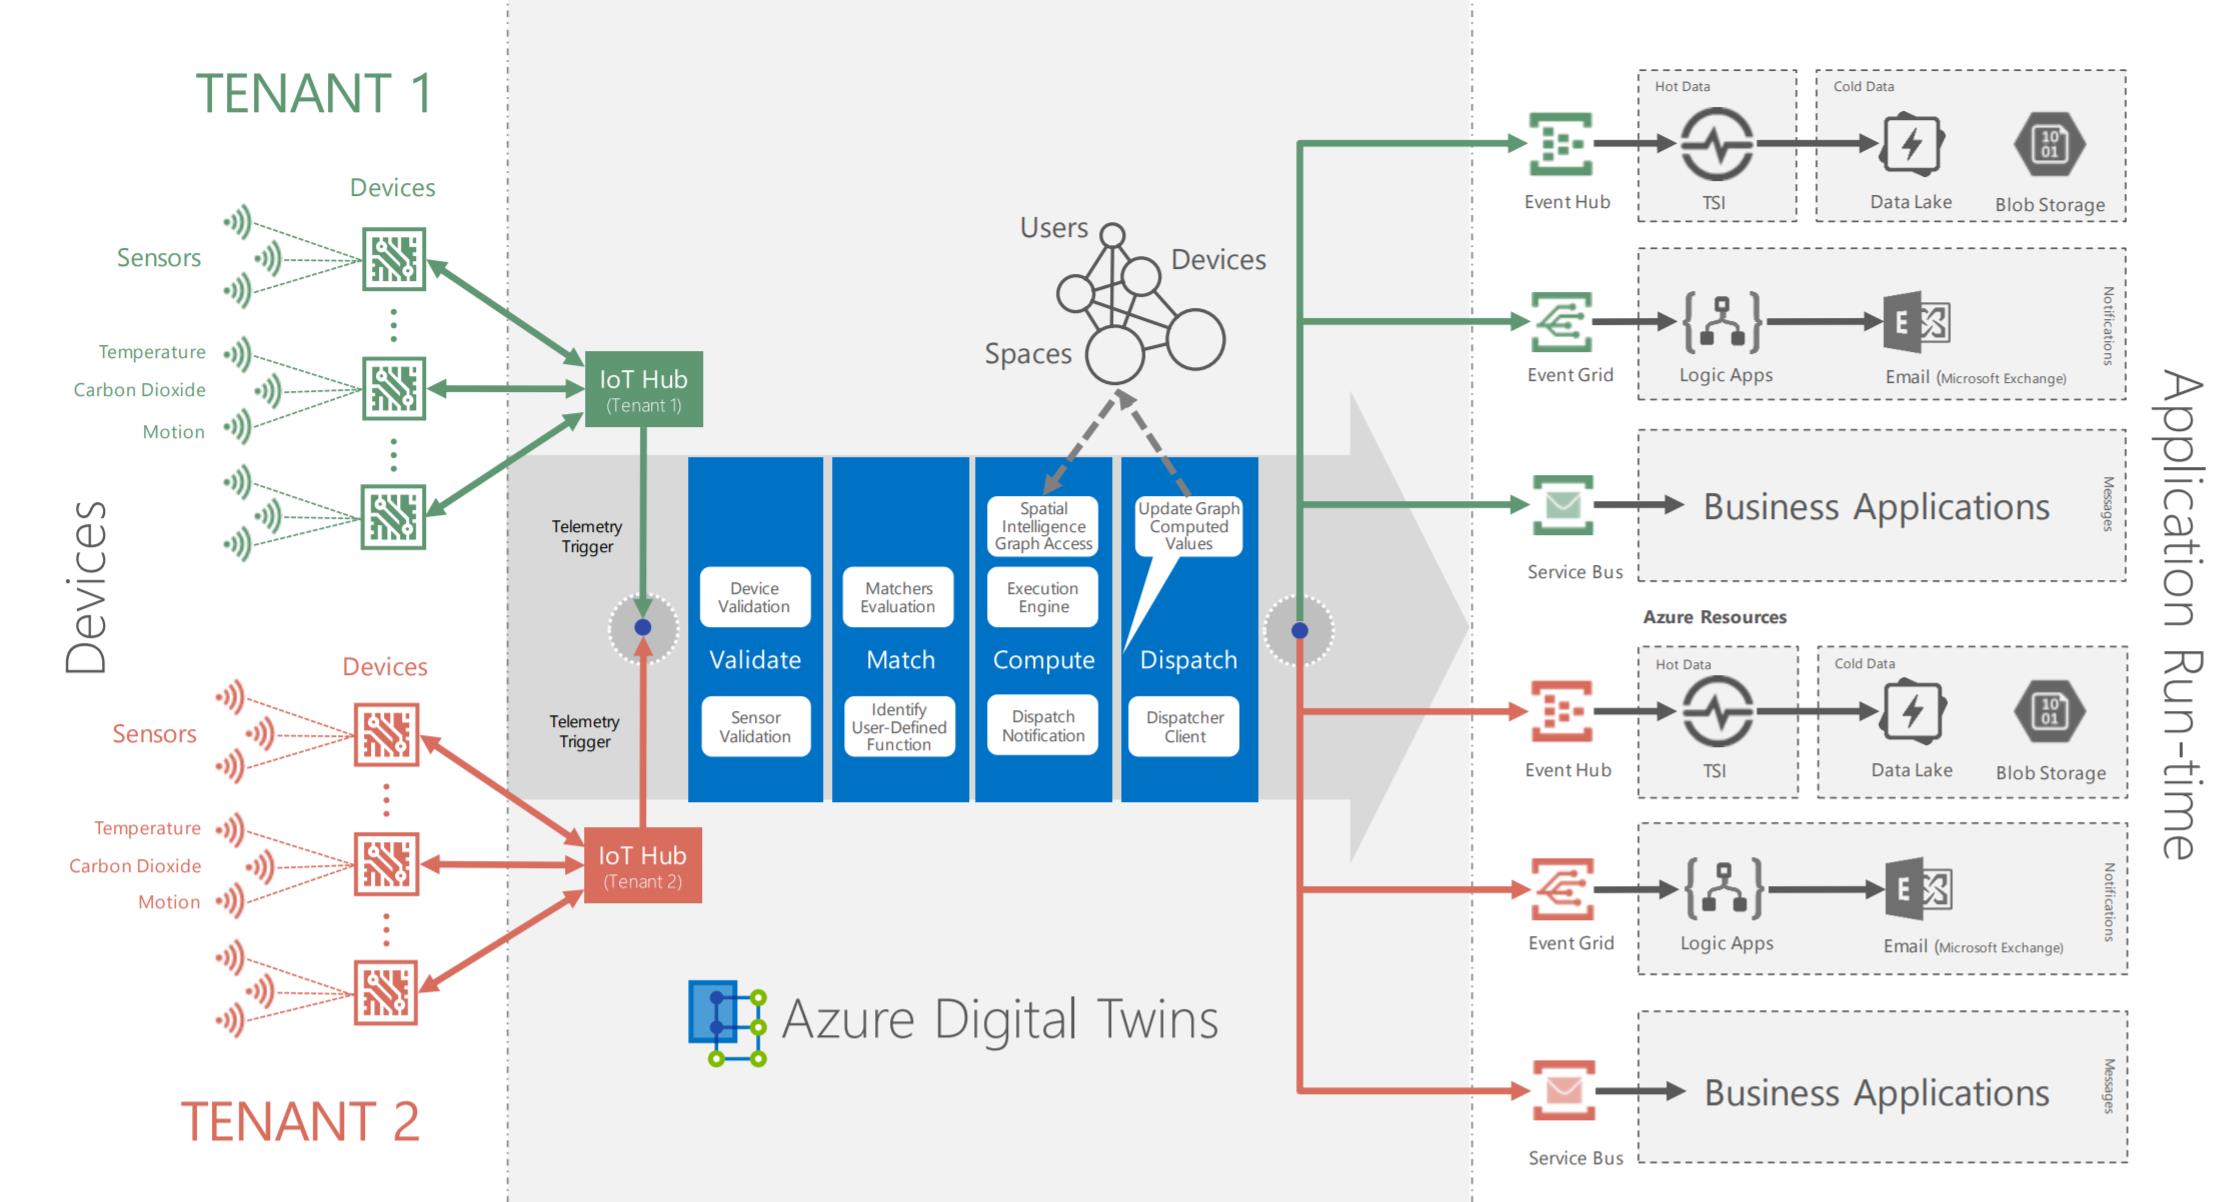 TENANT 1
Devices
Sensors
Temperature
Carbon Dioxide
Motion
IoT Hub
(Tenant 1)
Devices
Telemetry
Trigger
Telemetry
Trigger
Devices
Sensors
Temperature
Carbon Dioxide
Motion
IoT Hub
(Tenant 2)
TENANT 2
Users
Devices
Spaces
Device
Validation
Validate
Sensor
Validation
Matchers
Evaluation
Match
Identify
User-Defined
Function
Spatial
Intelligence
Graph Access
Execution
Engine
Compute
Dispatch
Notification
Update Graph
Computed
Values
Dispatch
Dispatcher
Client
Azure Digital Twins
Event Hub
Hot Data
TSI
Cold Data
Data Lake
Blob Storage
Event Grid
Logic Apps
Email (Microsoft Exchange)
Notifications
Service Bus
Business Applications
Messages
Azure Resources
Event Hub
Hot Data
TSI
Cold Data
Data Lake
10
01
Blob Storage
Event Grid
Logic Apps
E
Email (Microsoft Exchange)
Notifications
Service Bus
Business Applications
Messages
Application Run-time
10
01
E